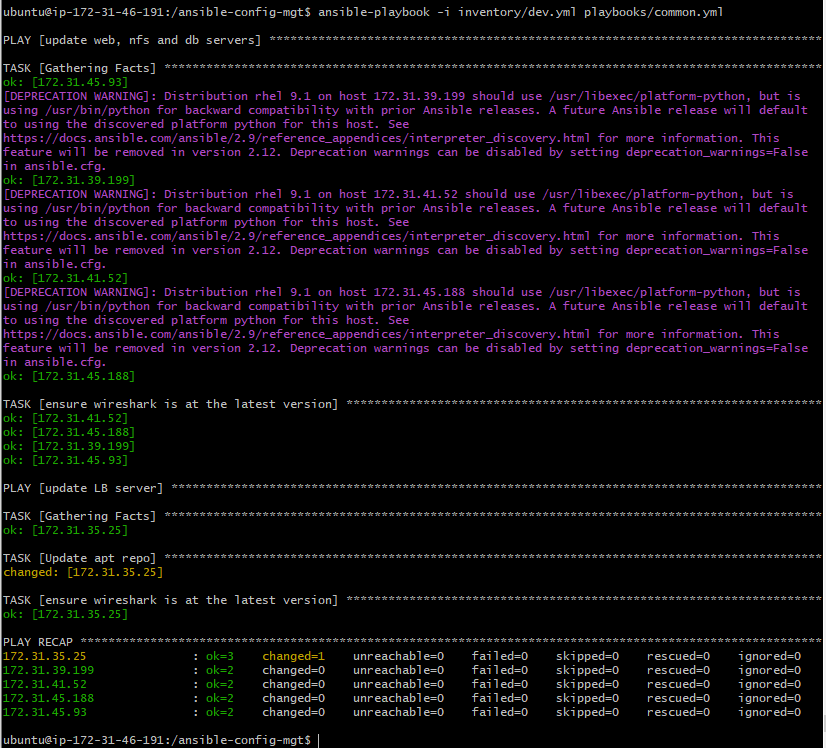 ubuntu@ip-172-31-46-191:/ansible-config-mgt$ ansible-playbook -i inventory/dev.yml playbooks/common.yml
PLAY [update web, nfs and db servers] *****************************************************************************
TASK [Gathering Facts] ********************************************************************************************
ok: [172.31.45.93]
[DEPRECATION WARNING]: Distribution rhel 9.1 on host 172.31.39.199 should use /usr/libexec/platform-python, but is
using /usr/bin/python for backward compatibility with prior Ansible releases. A future Ansible release will default
to using the discovered platform python for this host. See
https://docs.ansible.com/ansible/2.9/reference_appendices/interpreter_discovery.html for more information. This
feature will be removed in version 2.12. Deprecation warnings can be disabled by setting deprecation_warnings=False
in ansible.cfg.
ok: [172.31.39.199]
[DEPRECATION WARNING]: Distribution rhel 9.1 on host 172.31.41.52 should use /usr/libexec/platform-python, but is
using /usr/bin/python for backward compatibility with prior Ansible releases. A future Ansible release will default
to using the discovered platform python for this host. See
https://docs.ansible.com/ansible/2.9/reference_appendices/interpreter_discovery.html for more information. This
feature will be removed in version 2.12. Deprecation warnings can be disabled by setting deprecation_warnings=False
in ansible.cfg.
ok: [172.31.41.52]
[DEPRECATION WARNING]: Distribution rhel 9.1 on host 172.31.45.188 should use /usr/libexec/platform-python, but is
using /usr/bin/python for backward compatibility with prior Ansible releases. A future Ansible release will default
to using the discovered platform python for this host. See
https://docs.ansible.com/ansible/2.9/reference_appendices/interpreter_discovery.html for more information. This
feature will be removed in version 2.12. Deprecation warnings can be disabled by setting deprecation_warnings=False
in ansible.cfg.
ok: [172.31.45.188]
TASK [ensure wireshark is at the latest version] ******************************************************************
ok: [172.31.41.52]
ok: [172.31.45.188]
ok: [172.31.39.199]
ok: [172.31.45.93]
PLAY [update LB server] *******************************************************************************************
TASK [Gathering Facts] ********************************************************************************************
ok: [172.31.35.25]
TASK [Update apt repo] ********************************************************************************************
changed: [172.31.35.25]
TASK [ensure wireshark is at the latest version] ******************************************************************
ok: [172.31.35.25]
PLAY RECAP ********************************************************************************************************
172.31.35.25 : ok=3 changed=1 unreachable=0 failed=0 skipped=0 rescued=0 ignored=0
172.31.39.199 : ok=2 changed=0 unreachable=0 failed=0 skipped=0 rescued=0 ignored=0
172.31.41.52 : ok=2 changed=0 unreachable=0 failed=0 skipped=0 rescued=0 ignored=0
172.31.45.188 : ok=2 changed=0 unreachable=0 failed=0 skipped=0 rescued=0 ignored=0
172.31.45.93 : ok=2 changed=0 unreachable=0 failed=0 skipped=0 rescued=0 ignored=0
ubuntu@ip-172-31-46-191:/ansible-config-mgt$